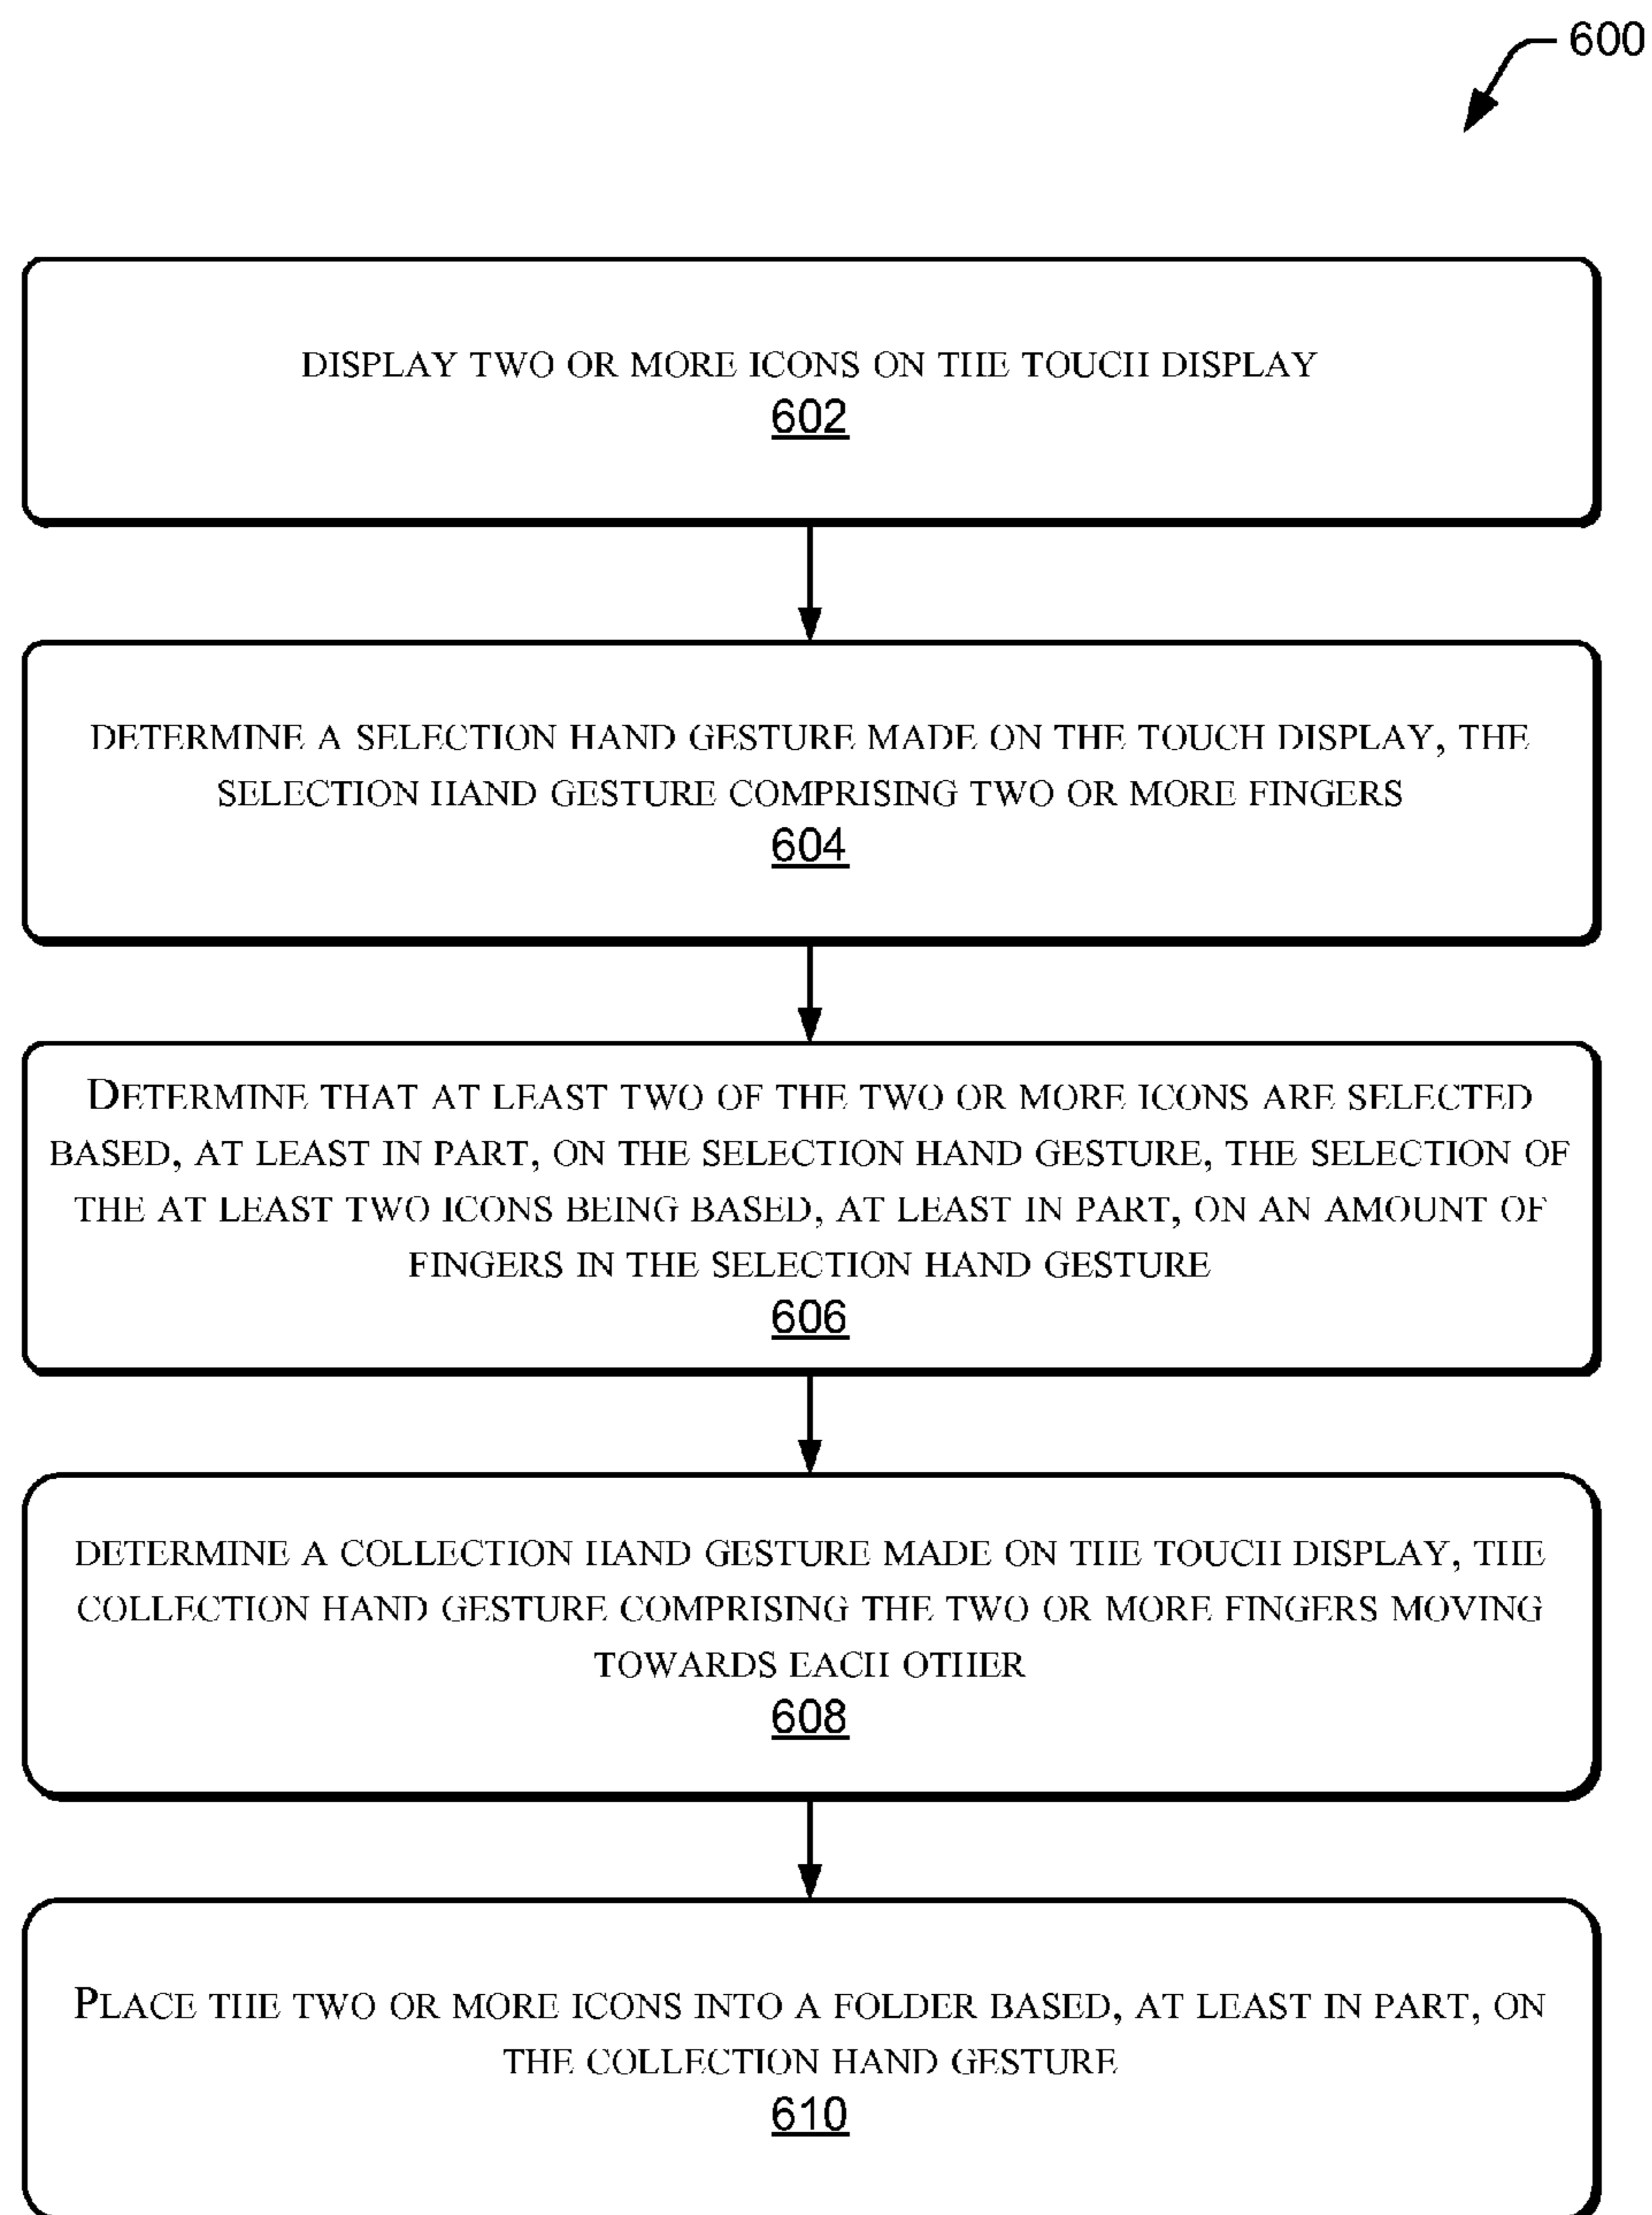 600
DISPLAY TWO OR MORE ICONS ON THE TOUCH DISPLAY
602
DETERMINE A SELECTION HAND GESTURE MADE ON THE TOUCH DISPLAY, THE
SELECTION HAND GESTURE COMPRISING TWO OR MORE FINGERS
604
DETERMINE THAT AT LEAST TWO OF THE TWO OR MORE ICONS ARE SELECTED
BASED, AT LEAST IN PART, ON THE SELECTION HAND GESTURE, THE SELECTION OF
THE AT LEAST TWO ICONS BEING BASED, AT LEAST IN PART, ON AN AMOUNT OF
FINGERS IN THE SELECTION HAND GESTURE
606
DETERMINE A COLLECTION HAND GESTURE MADE ON THE TOUCH DISPLAY, THE
COLLECTION HAND GESTURE COMPRISING THE TWO OR MORE FINGERS MOVING
TOWARDS EACH OTHER
608
PLACE THE TWO OR MORE ICONS INTO A FOLDER BASED, AT LEAST IN PART, ON
THE COLLECTION HAND GESTURE
610